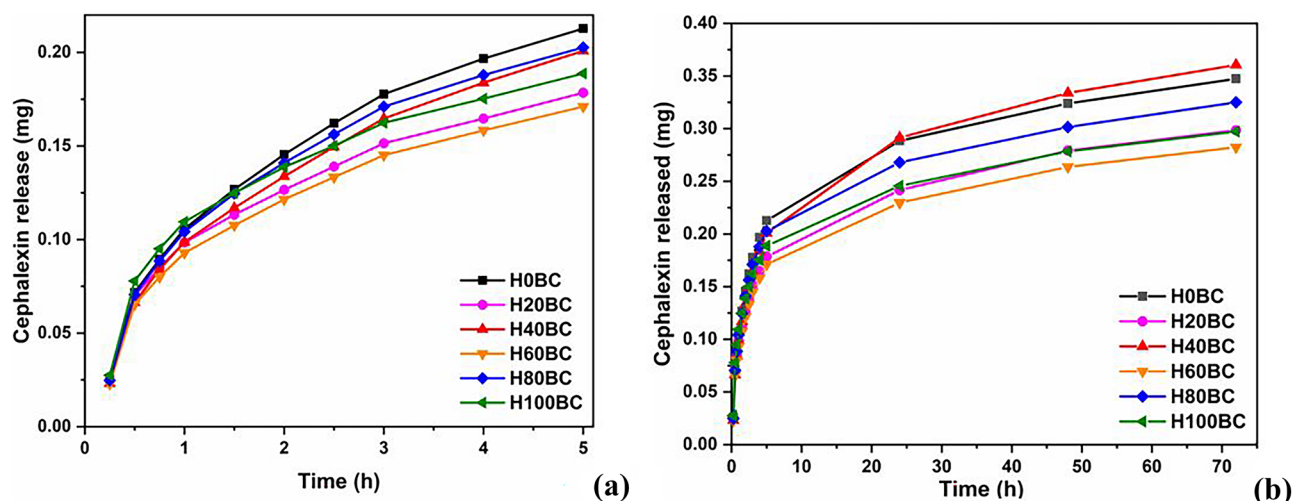 Cephalexin release (mg)
0.20
0.15
0.10
0.05
0.00
0
1
2
3
4
5
Time (h)
H0BC
H20BC
H40BC
H60BC
H80BC
H100BC
(a)
Cephalexin released (mg)
0.40
0.35
0.30
0.25
0.20
0.15
0.10
0.05
0.00
0
10
20
30
40
50
60
70
Time (h)
H0BC
H20BC
H40BC
H60BC
H80BC
H100BC
(b)